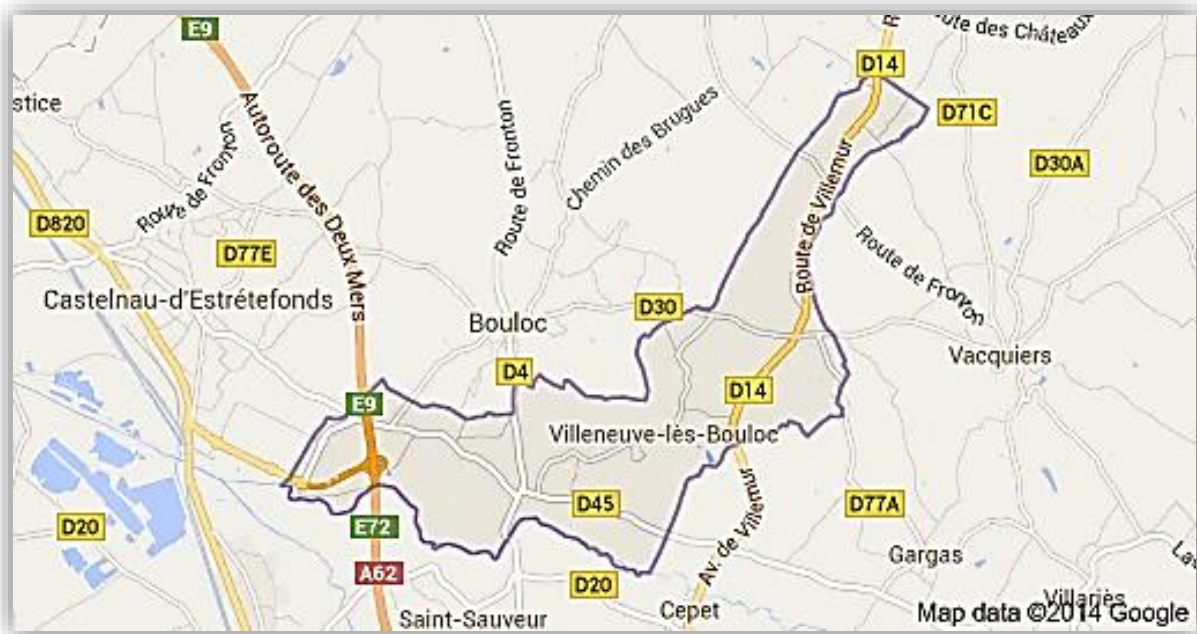 E9
Route des Châteaux
D14
D71C
stice
Autoroute des Deux Mers
Route de Fronton
Route de Fronton
Chemin des Brugues
Route de Villemur
D30A
D820
D77E
Route de Fronton
Castelnau-d'Estrétefonds
Bouloc
D30
Vacquiers
D4
D14
E9
Villeneuve-lès-Bouloc
D45
D77A
D20
E72
Av. de Villemur
Gargas
A62
D20
Saint-Sauveur
Cepet
Villariès
Map data ©2014 Google